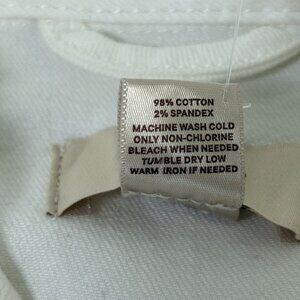 98% COTTON
2% SPANDEX
MACHINE WASH COLD
ONLY NON-CHLORINE
BLEACH WHEN NEEDED
TUMBLE DRY LOW
WARM IRON IF NEEDED